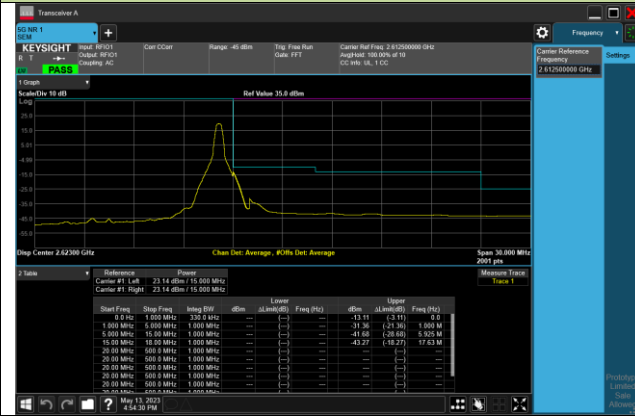 Transceiver A
5G NR 1
SEM
Frequency
KEYSIGHT
Input: RFIO1
Output: RFIO1
Coupling: AC
Corr CCorr
Range: -45 dBm
Trig: Free Run
Gate: FFT
Carrier Ref Freq: 2.612500000 GHz
Avg|Hold: 100.00% of 10
CC Info: UL, 1 CC
R T
PASS
Carrier Reference
Frequency
2.612500000 GHz
Settings
1 Graph
Scale/Div 10 dB
Ref Value 35.0 dBm
Log
25.0
15.0
5.01
-4.99
-15.0
-25.0
-35.0
-45.0
-55.0
Disp Center 2.62300 GHz
Chan Det: Average, #Offs Det: Average
Span 30.000 MHz
2001 pts
2 Table
Reference Power
Carrier #1 Left 23.14 dBm / 15.000 MHz
Carrier #1 Right 23.14 dBm / 15.000 MHz
Measure Trace
Trace 1
Lower Upper
Start Freq Stop Freq Integ BW dBm ΔLimit(dB) Freq (Hz) dBm ΔLimit(dB) Freq (Hz)
0.0 Hz 1.000 MHz 330.0 kHz --- (---) --- -13.11 (-3.11) 0.0
1.000 MHz 5.000 MHz 1.000 MHz --- (---) --- -31.36 (-21.36) 1.000 M
5.000 MHz 15.00 MHz 1.000 MHz --- (---) --- -41.68 (-28.68) 5.925 M
15.00 MHz 18.00 MHz 1.000 MHz --- (---) --- -43.27 (-18.27) 17.63 M
20.00 MHz 500.0 MHz 1.000 MHz --- (---) --- --- (---) ---
20.00 MHz 500.0 MHz 1.000 MHz --- (---) --- --- (---) ---
20.00 MHz 500.0 MHz 1.000 MHz --- (---) --- --- (---) ---
20.00 MHz 500.0 MHz 1.000 MHz --- (---) --- --- (---) ---
May 13, 2023
4:54:30 PM
Prototype
Limited
Sale
Allowed